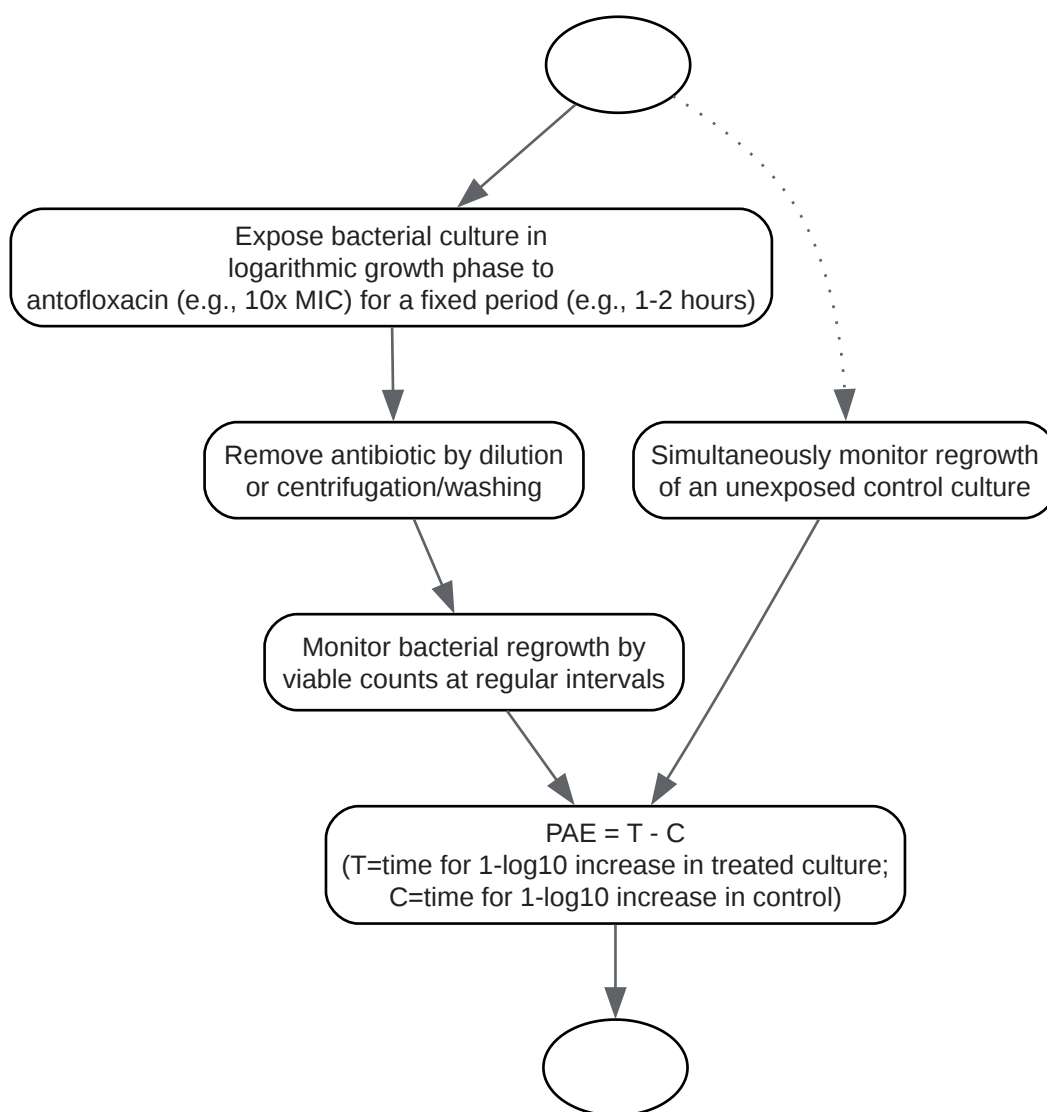 Expose bacterial culture in
logarithmic growth phase to
antofloxacin (e.g., 10x MIC) for a fixed period (e.g., 1-2 hours)
Remove antibiotic by dilution
or centrifugation/washing
Simultaneously monitor regrowth
of an unexposed control culture
Monitor bacterial regrowth by
viable counts at regular intervals
PAE = T - C
(T=time for 1-log10 increase in treated culture;
C=time for 1-log10 increase in control)